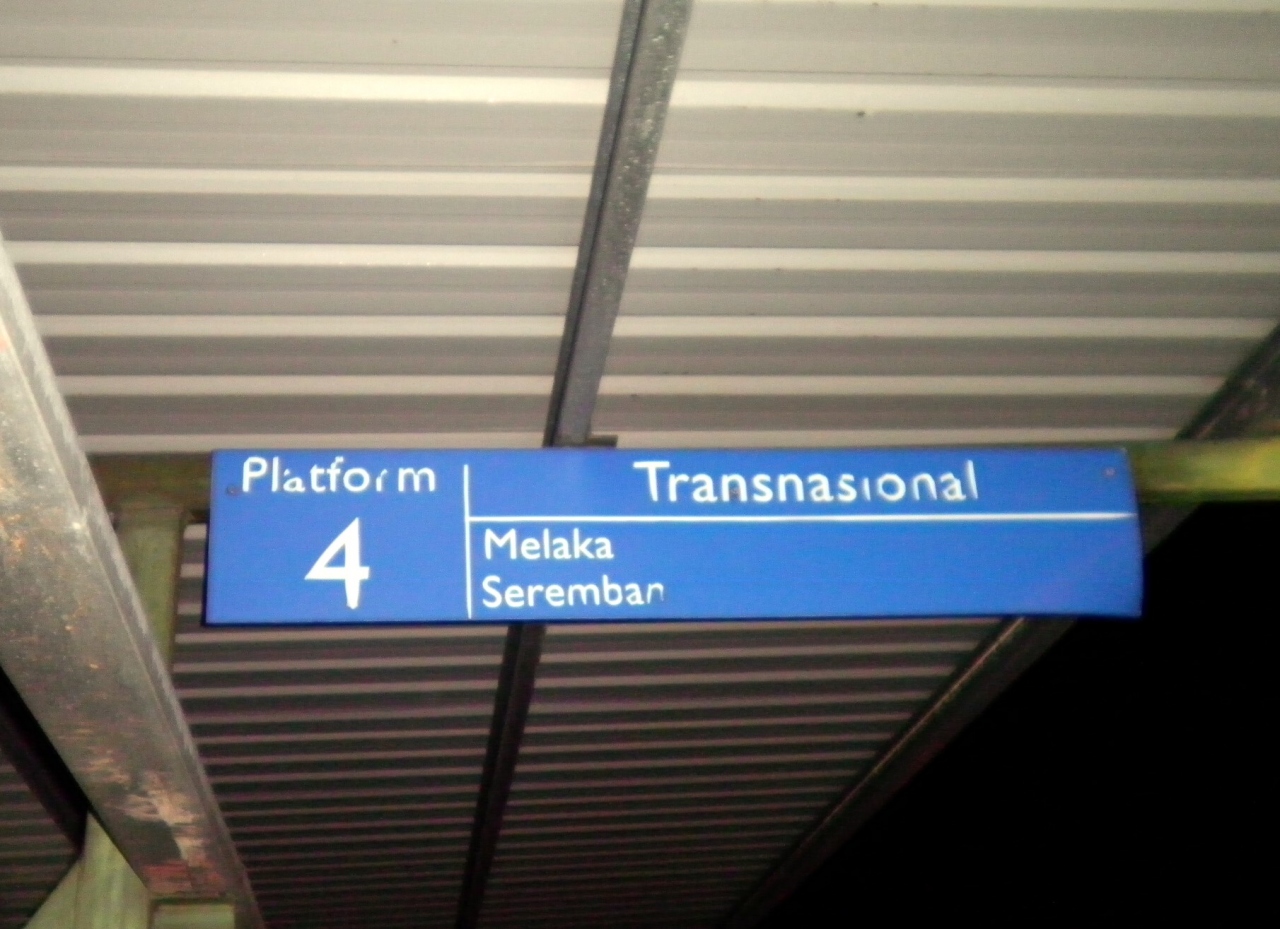 Platform
4
Transnasional
Melaka
Seremban